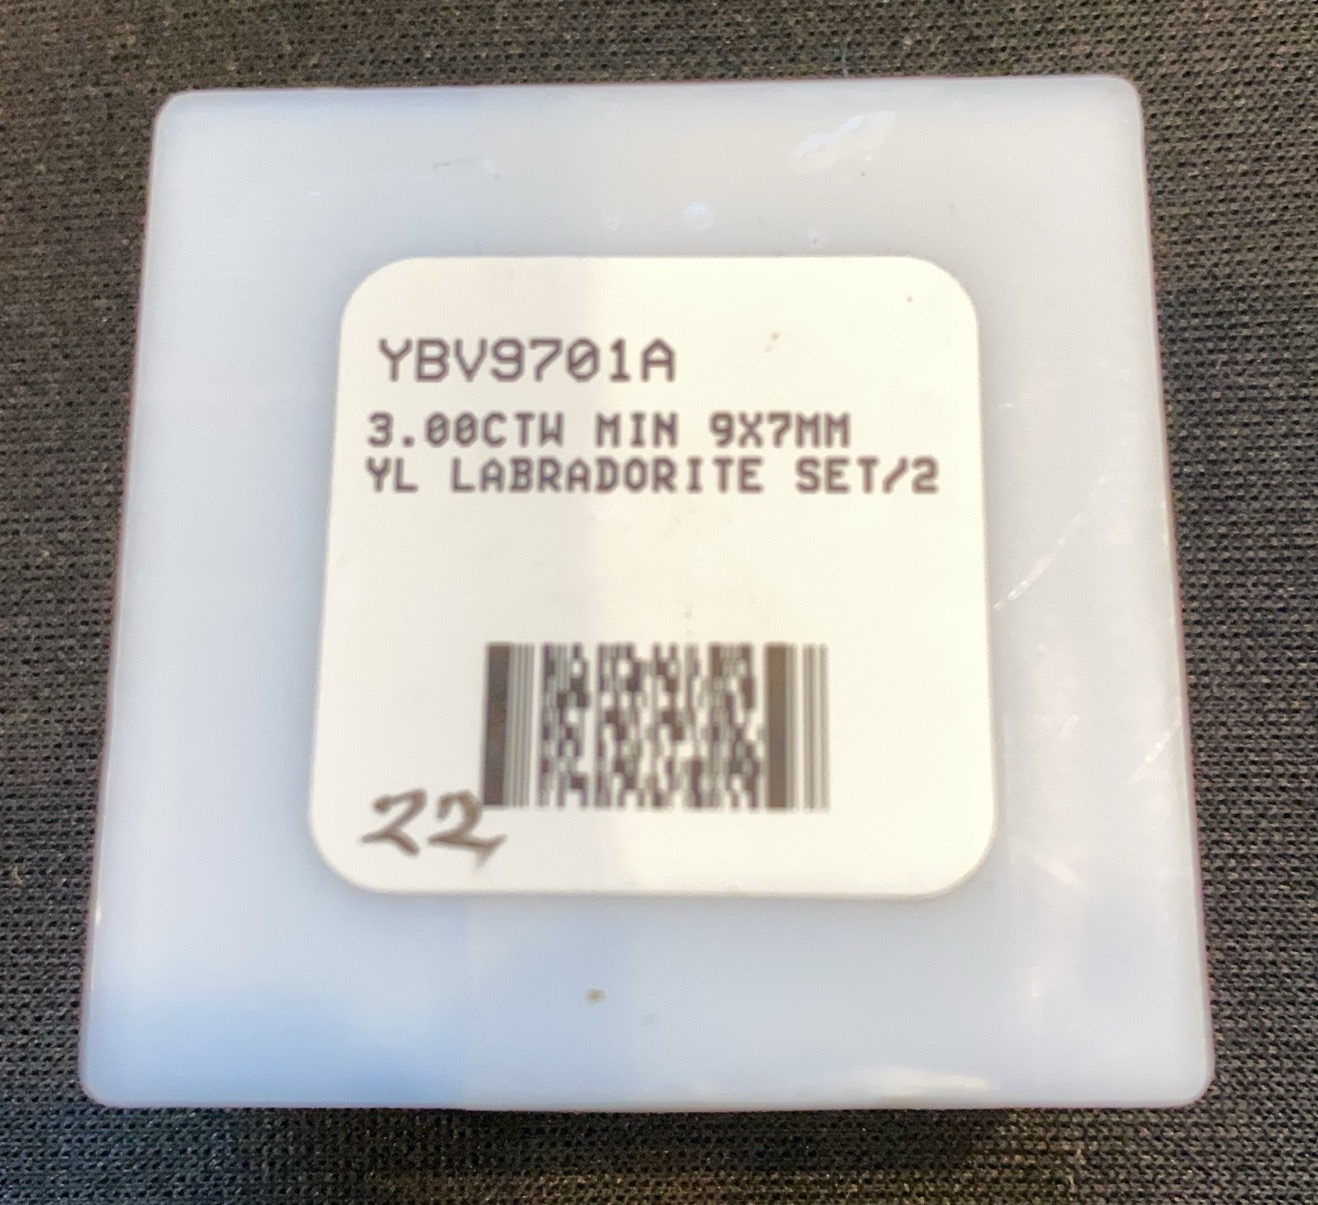 YBV9701A
3.00CTW MIN 9X7MM
YL LABRADORITE SET/2
22